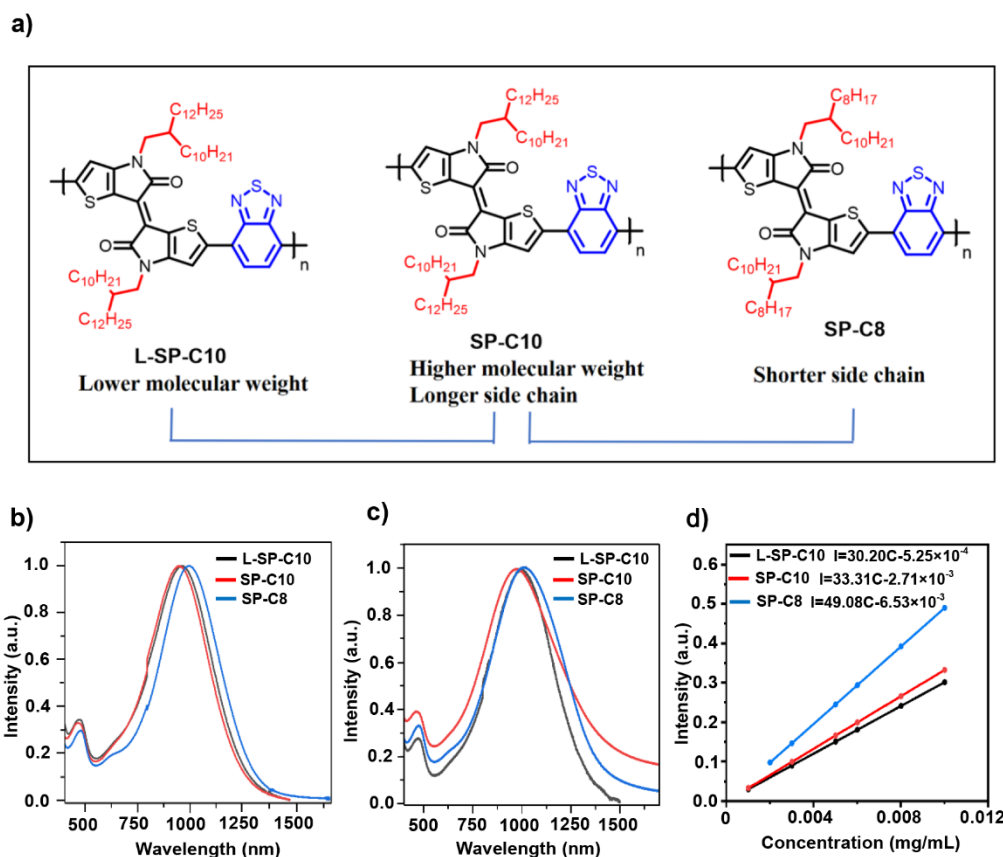 a)
C12H25
C10H21
N
O
S
S
O
N
N
S
N
n
C10H21
C12H25
L-SP-C10
Lower molecular weight
C12H25
C10H21
N
O
S
S
O
N
N
S
N
n
C10H21
C12H25
SP-C10
Higher molecular weight
Longer side chain
C8H17
C10H21
N
O
S
S
O
N
N
S
N
n
C10H21
C8H17
SP-C8
Shorter side chain
b)
L-SP-C10
SP-C10
SP-C8
Intensity (a.u.)
1.0
0.8
0.6
0.4
0.2
0.0
500 750 1000 1250 1500
Wavelength (nm)
c)
L-SP-C10
SP-C10
SP-C8
Intensity (a.u.)
1.0
0.8
0.6
0.4
0.2
0.0
500 750 1000 1250 1500
Wavelength (nm)
d)
L-SP-C10 I=30.20C-5.25×10-4
SP-C10 I=33.31C-2.71×10-3
SP-C8 I=49.08C-6.53×10-3
Intensity (a.u.)
0.6
0.5
0.4
0.3
0.2
0.1
0.0
0.000 0.004 0.008 0.012
Concentration (mg/mL)